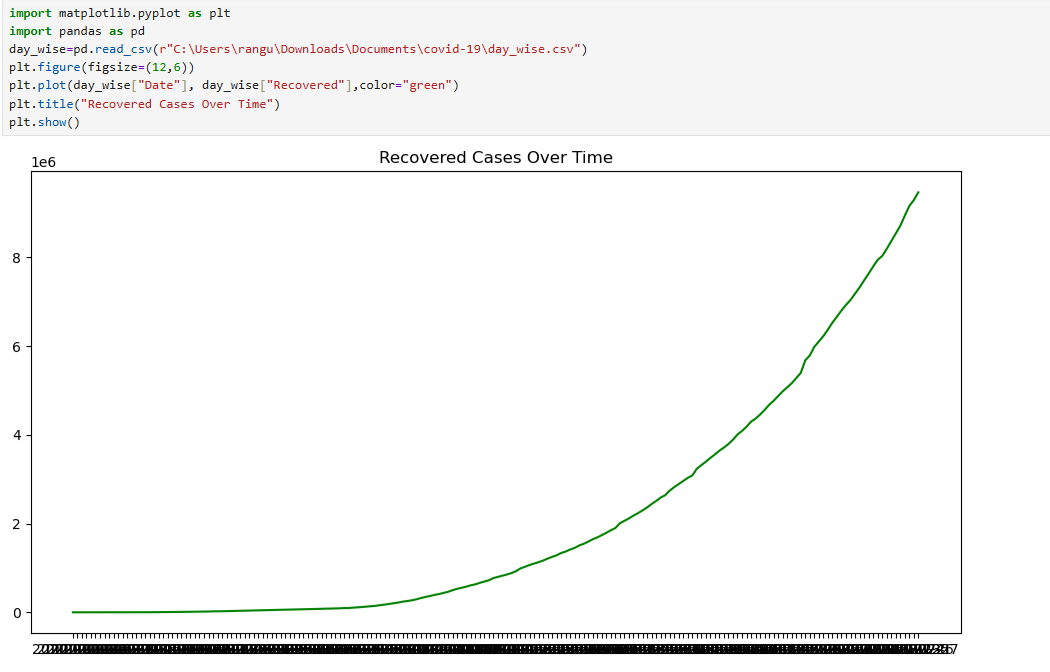 import matplotlib.pyplot as plt
import pandas as pd
day_wise=pd.read_csv(r"C:\Users\rangu\Downloads\Documents\covid-19\day_wise.csv")
plt.figure(figsize=(12,6))
plt.plot(day_wise["Date"], day_wise["Recovered"],color="green")
plt.title("Recovered Cases Over Time")
plt.show()
Recovered Cases Over Time
1e6
8
6
4
2
0